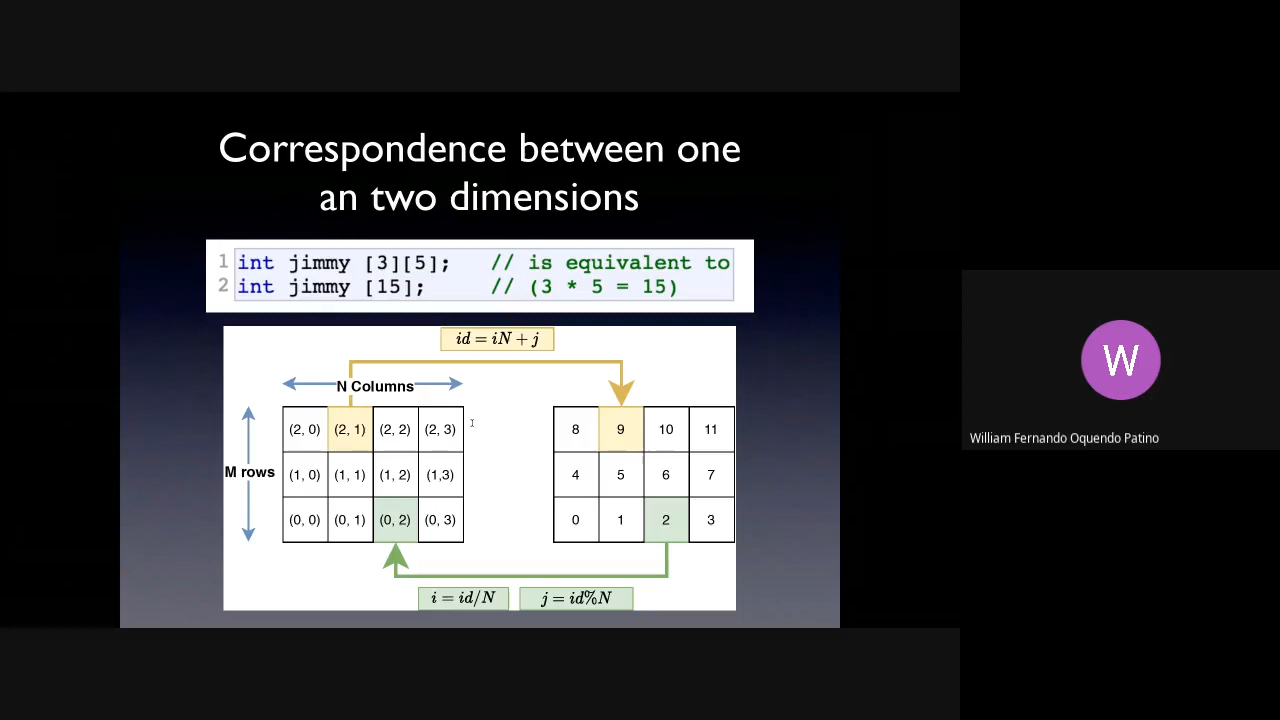 Correspondence between one
an two dimensions
1 int jimmy [3][5];   // is equivalent to
2 int jimmy [15];     // (3 * 5 = 15)
id = iN + j
N Columns
M rows
(2, 0) (2, 1) (2, 2) (2, 3)
(1, 0) (1, 1) (1, 2) (1,3)
(0, 0) (0, 1) (0, 2) (0, 3)
8 9 10 11
4 5 6 7
0 1 2 3
i = id/N
j = id%N
W
William Fernando Oquendo Patino